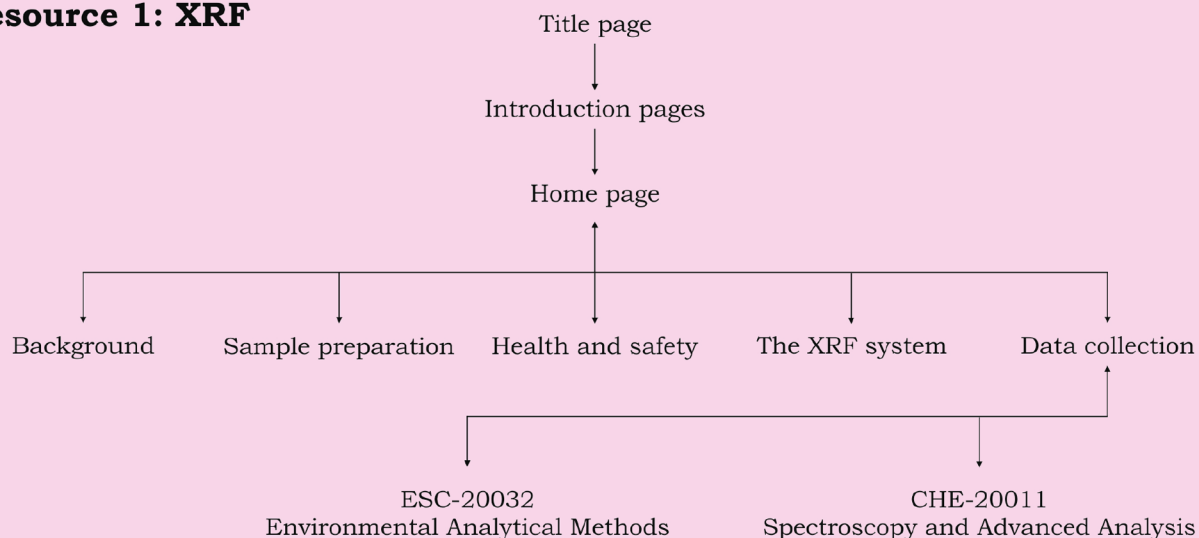 esource 1: XRF
Title page
Introduction pages
Home page
Background
Sample preparation
Health and safety
The XRF system
Data collection
ESC-20032
Environmental Analytical Methods
CHE-20011
Spectroscopy and Advanced Analysis